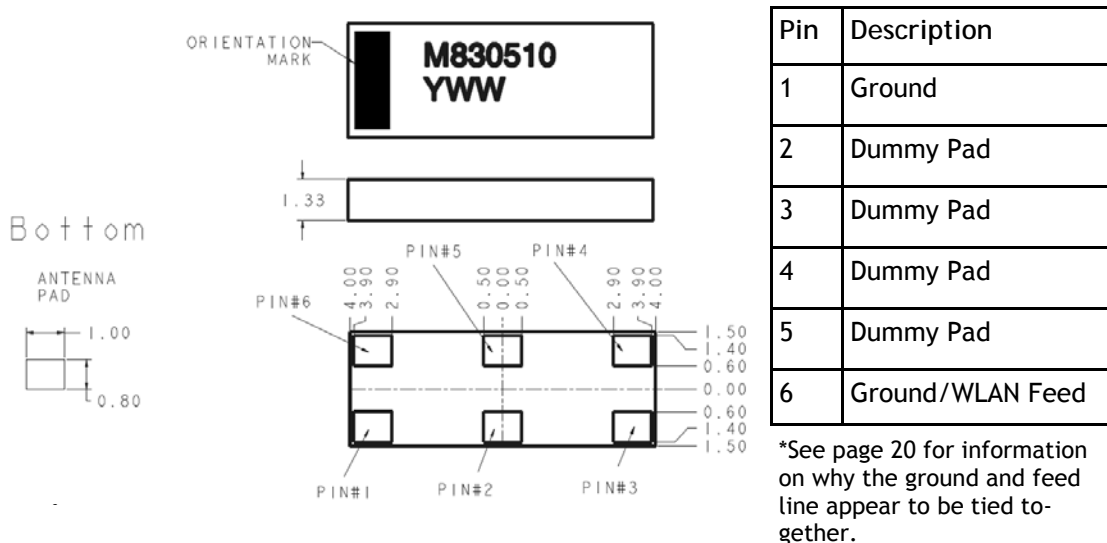 ORIENTATION
MARK
M830510
YWW
1.33
Bottom
ANTENNA
PAD
1.00
0.80
PIN#5
PIN#4
PIN#6
4.00
3.90
2.90
0.50
0.00
0.50
2.90
3.90
4.00
1.50
1.40
0.60
0.00
0.60
1.40
1.50
PIN#1
PIN#2
PIN#3
Pin Description
1 Ground
2 Dummy Pad
3 Dummy Pad
4 Dummy Pad
5 Dummy Pad
6 Ground/WLAN Feed
*See page 20 for information
on why the ground and feed
line appear to be tied to-
gether.